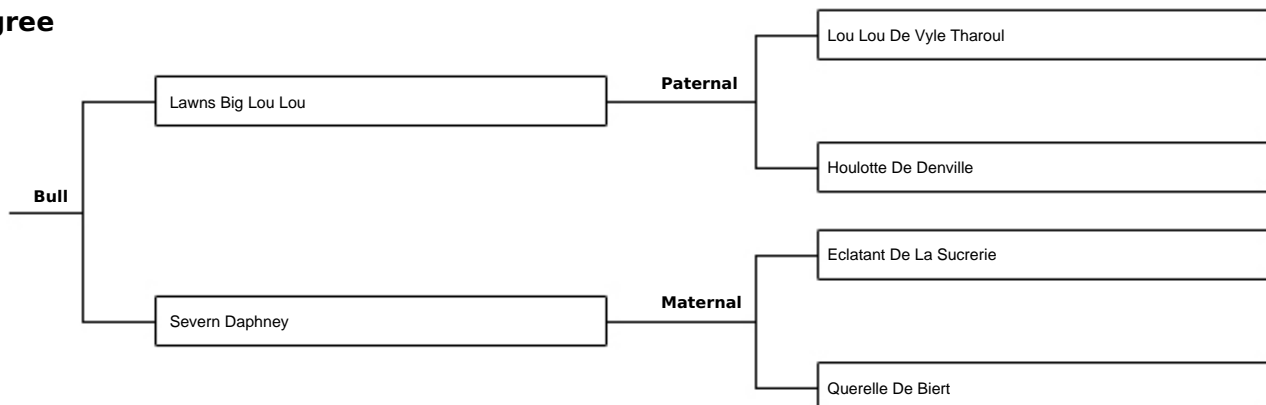 gree
Lou Lou De Vyle Tharoul
Paternal
Lawns Big Lou Lou
Houlotte De Denville
Bull
Eclatant De La Sucrerie
Maternal
Severn Daphney
Querelle De Biert